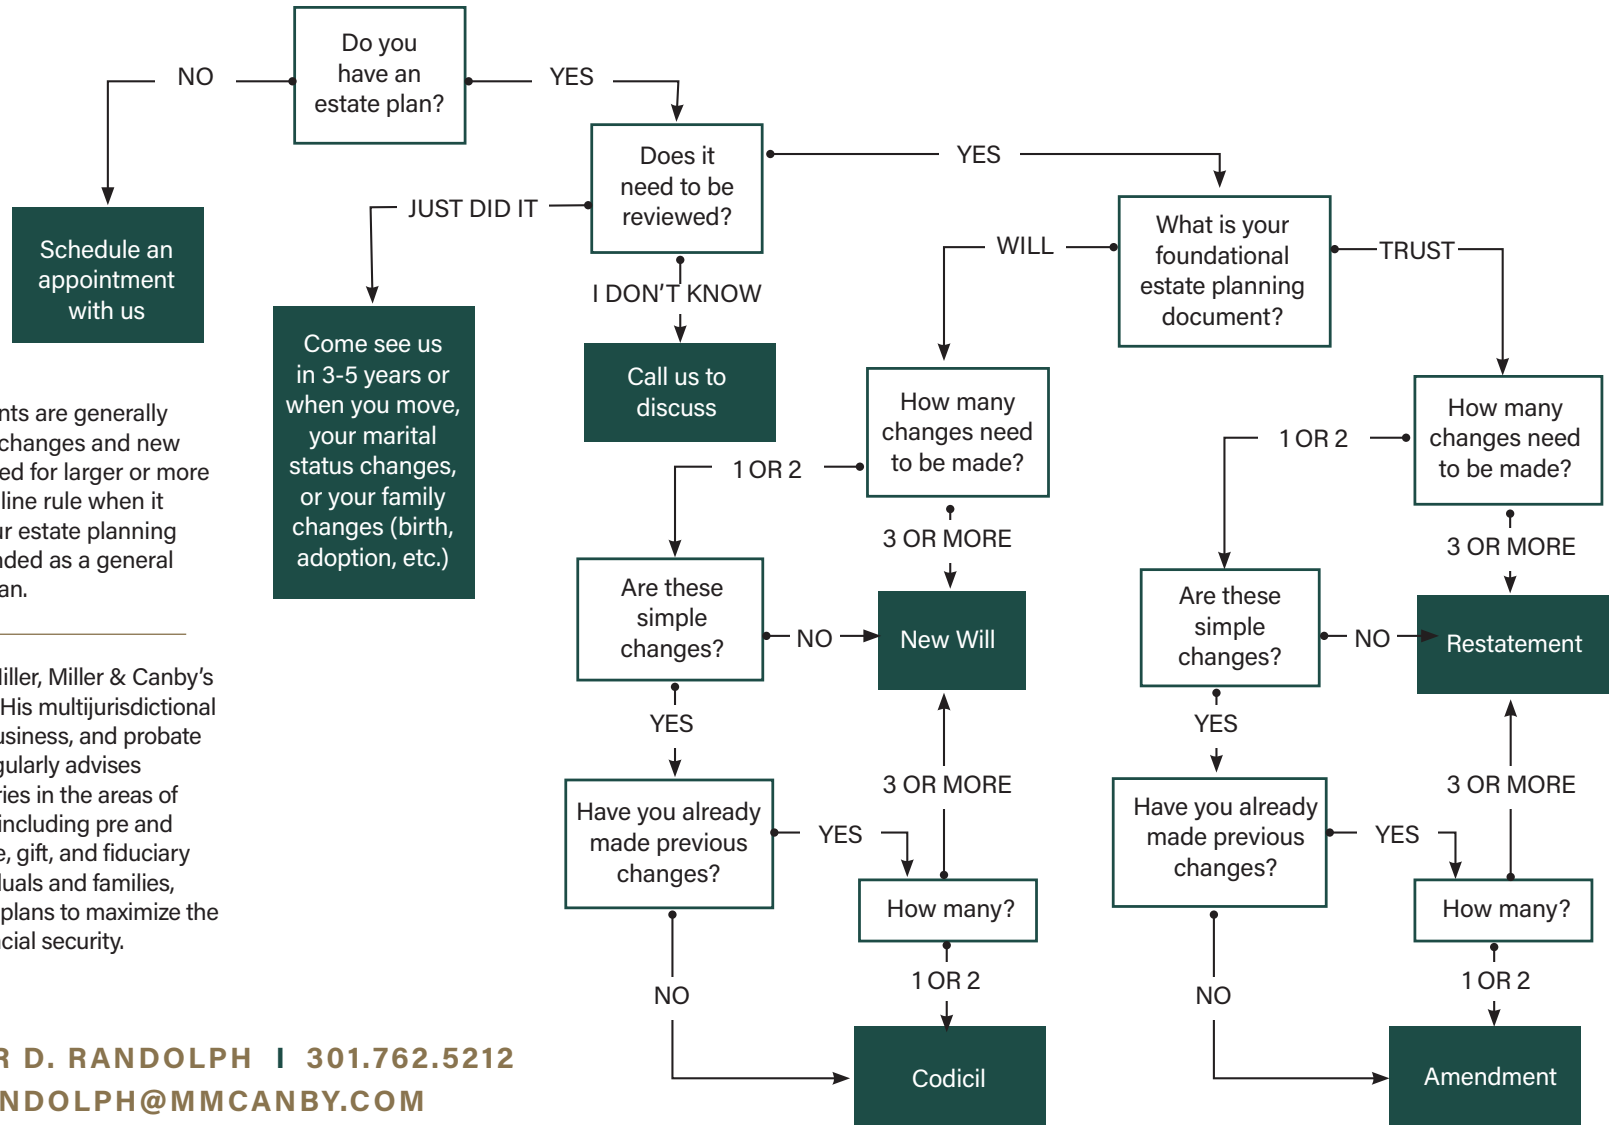 Do you
have an
estate plan?
NO
YES
Does it
need to be
reviewed?
YES
JUST DID IT
I DON'T KNOW
Schedule an
appointment
with us
Come see us
in 3-5 years or
when you move,
your marital
status changes,
or your family
changes (birth,
adoption, etc.)
Call us to
discuss
What is your
foundational
estate planning
document?
WILL
TRUST
How many
changes need
to be made?
1 OR 2
3 OR MORE
Are these
simple
changes?
NO
New Will
YES
Have you already
made previous
changes?
YES
3 OR MORE
How many?
1 OR 2
NO
Codicil
How many
changes need
to be made?
1 OR 2
3 OR MORE
Are these
simple
changes?
NO
Restatement
YES
Have you already
made previous
changes?
YES
3 OR MORE
How many?
1 OR 2
NO
Amendment
nts are generally
changes and new
ed for larger or more
line rule when it
ur estate planning
nded as a general
an.
Miller, Miller & Canby's
His multijurisdictional
usiness, and probate
gularly advises
ries in the areas of
including pre and
e, gift, and fiduciary
duals and families,
plans to maximize the
ncial security.
R D. RANDOLPH I 301.762.5212
NDOLPH@MMCANBY.COM